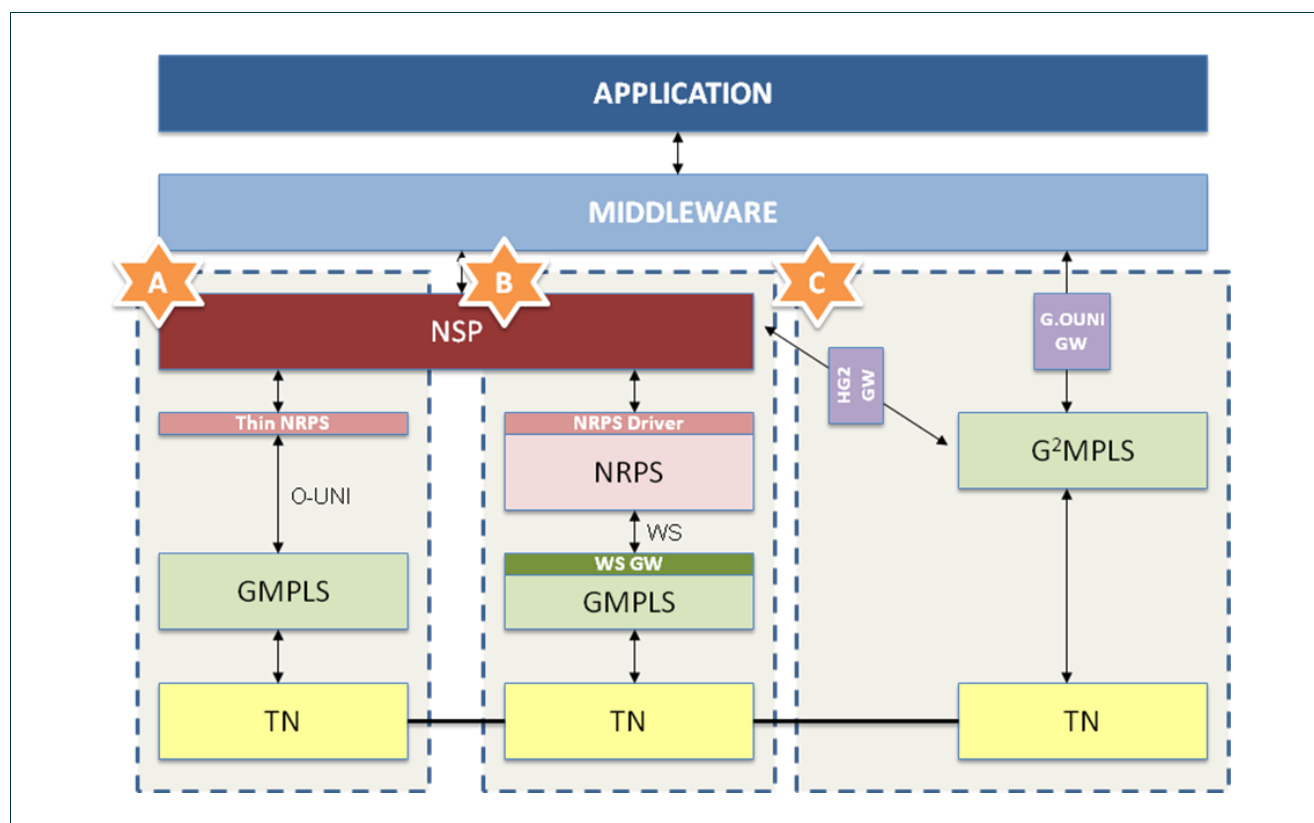 APPLICATION
MIDDLEWARE
A
B
C
NSP
HG2
GW
G.OUNI
GW
Thin NRPS
NRPS Driver
NRPS
G²MPLS
O-UNI
WS
WS GW
GMPLS
GMPLS
TN
TN
TN